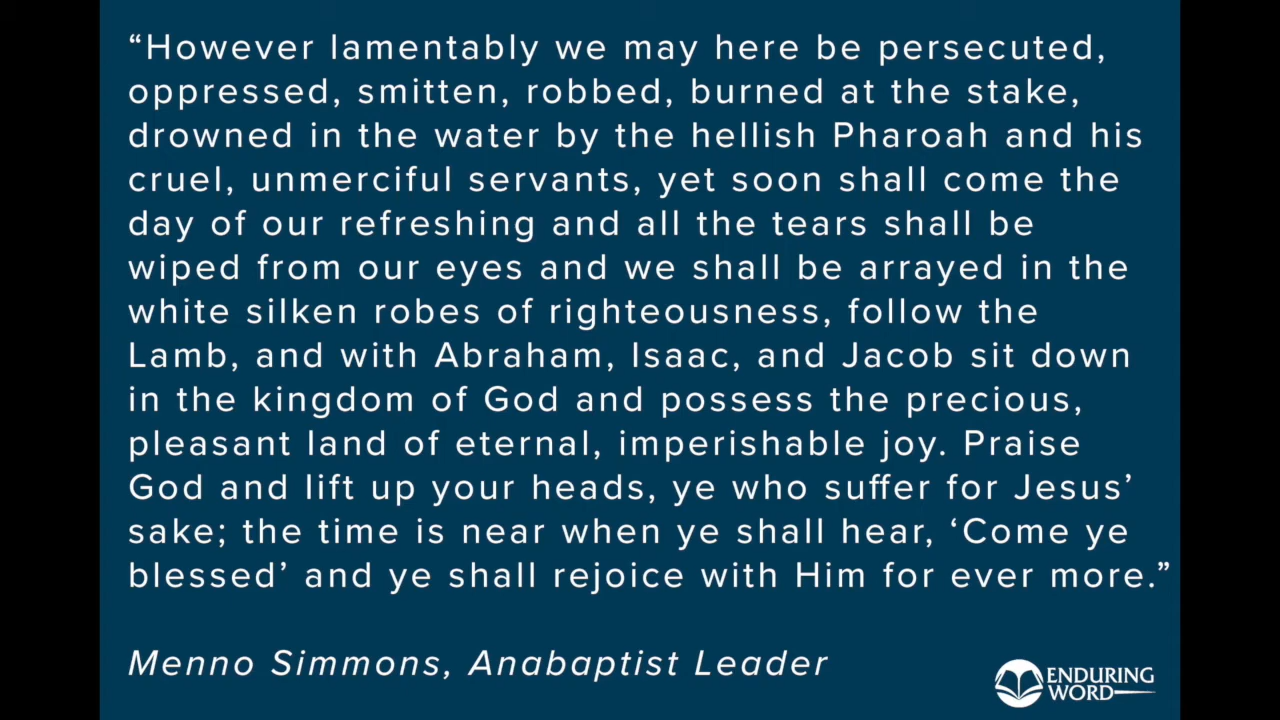 “However lamentably we may here be persecuted,
oppressed, smitten, robbed, burned at the stake,
drowned in the water by the hellish Pharoah and his
cruel, unmerciful servants, yet soon shall come the
day of our refreshing and all the tears shall be
wiped from our eyes and we shall be arrayed in the
white silken robes of righteousness, follow the
Lamb, and with Abraham, Isaac, and Jacob sit down
in the kingdom of God and possess the precious,
pleasant land of eternal, imperishable joy. Praise
God and lift up your heads, ye who suffer for Jesus’
sake; the time is near when ye shall hear, ‘Come ye
blessed’ and ye shall rejoice with Him for ever more.”
Menno Simmons, Anabaptist Leader
ENDURING
WORD